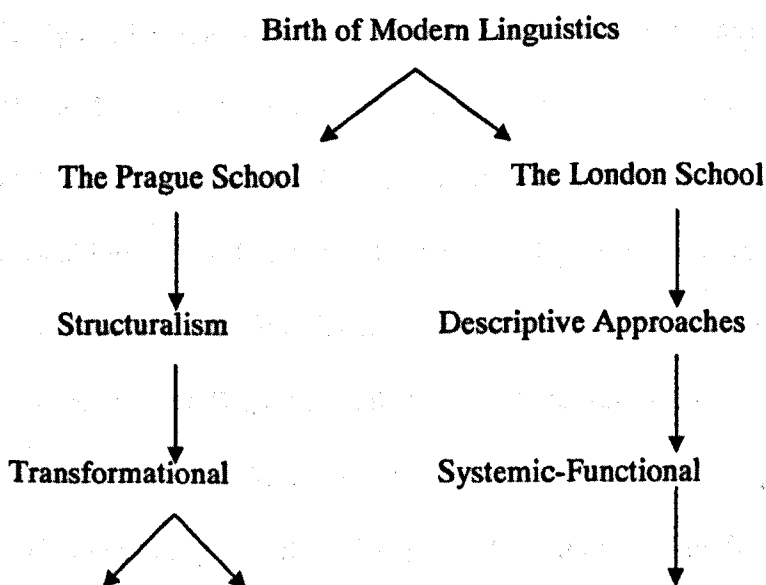 Birth of Modern Linguistics
The Prague School The London School
Structuralism Descriptive Approaches
Transformational Systemic-Functional